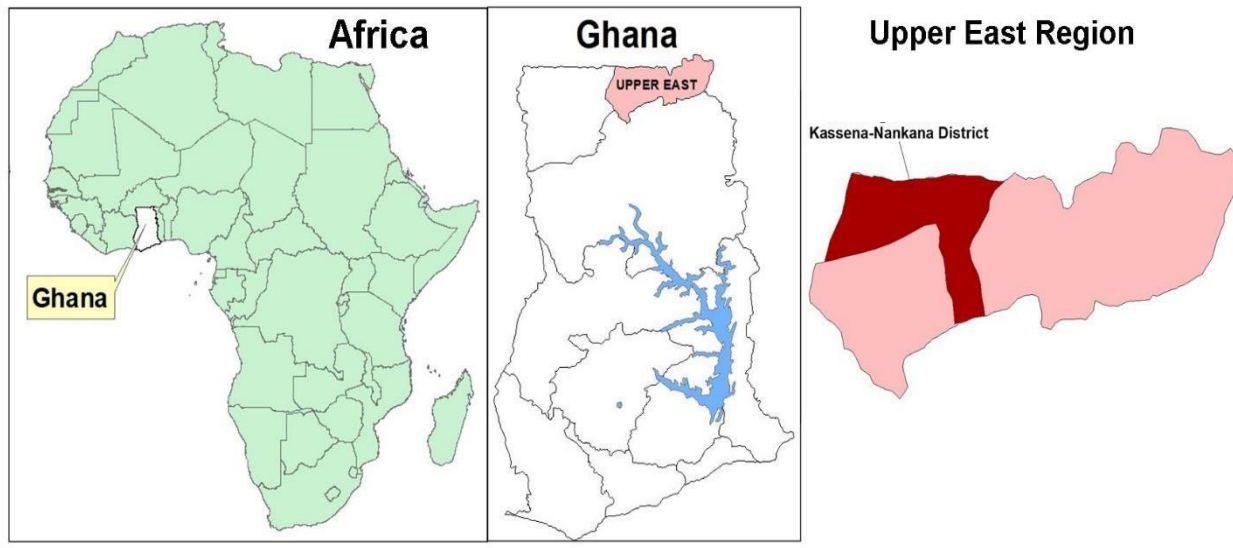 Africa
Ghana
Ghana
UPPER EAST
Upper East Region
Kassena-Nankana District